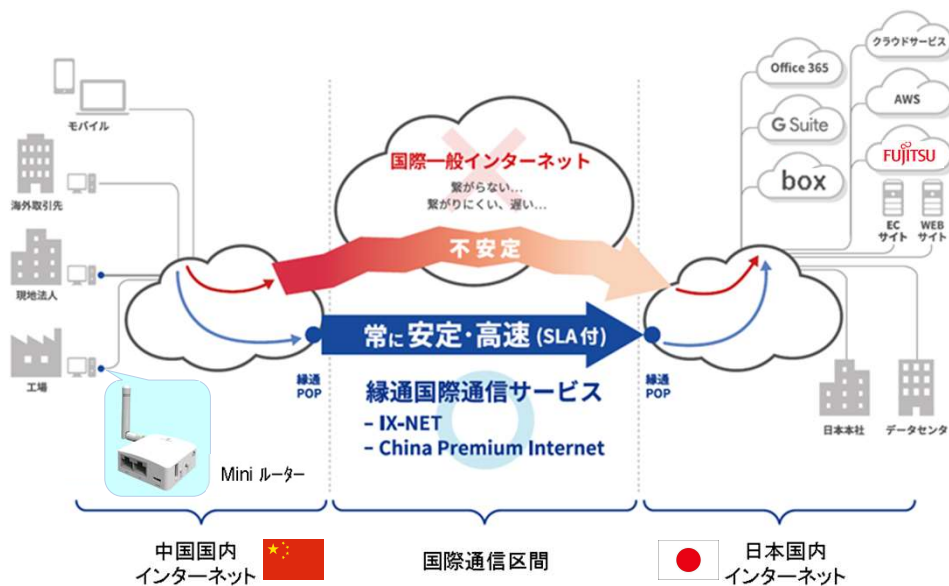 モバイル
海外取引先
現地法人
工場
Mini ルーター
国際一般インターネット
繋がらない…
繋がりにくい、遅い…
不安定
常に安定・高速(SLA付)
縁通
POP
縁通国際通信サービス
– IX-NET
– China Premium Internet
縁通
POP
Office 365
G Suite
box
クラウドサービス
AWS
FUJITSU
EC
サイト
WEB
サイト
日本本社
データセンタ
中国国内
インターネット
国際通信区間
日本国内
インターネット